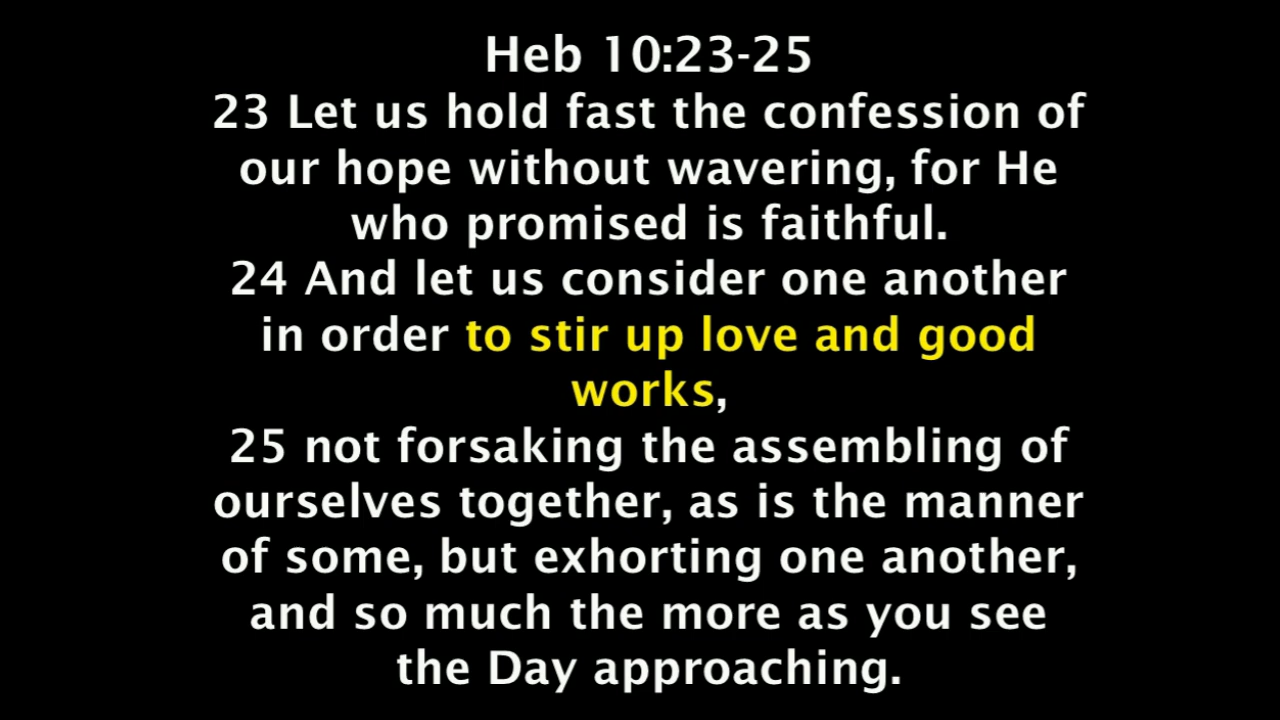 Heb 10:23-25
23 Let us hold fast the confession of
our hope without wavering, for He
who promised is faithful.
24 And let us consider one another
in order to stir up love and good
works,
25 not forsaking the assembling of
ourselves together, as is the manner
of some, but exhorting one another,
and so much the more as you see
the Day approaching.